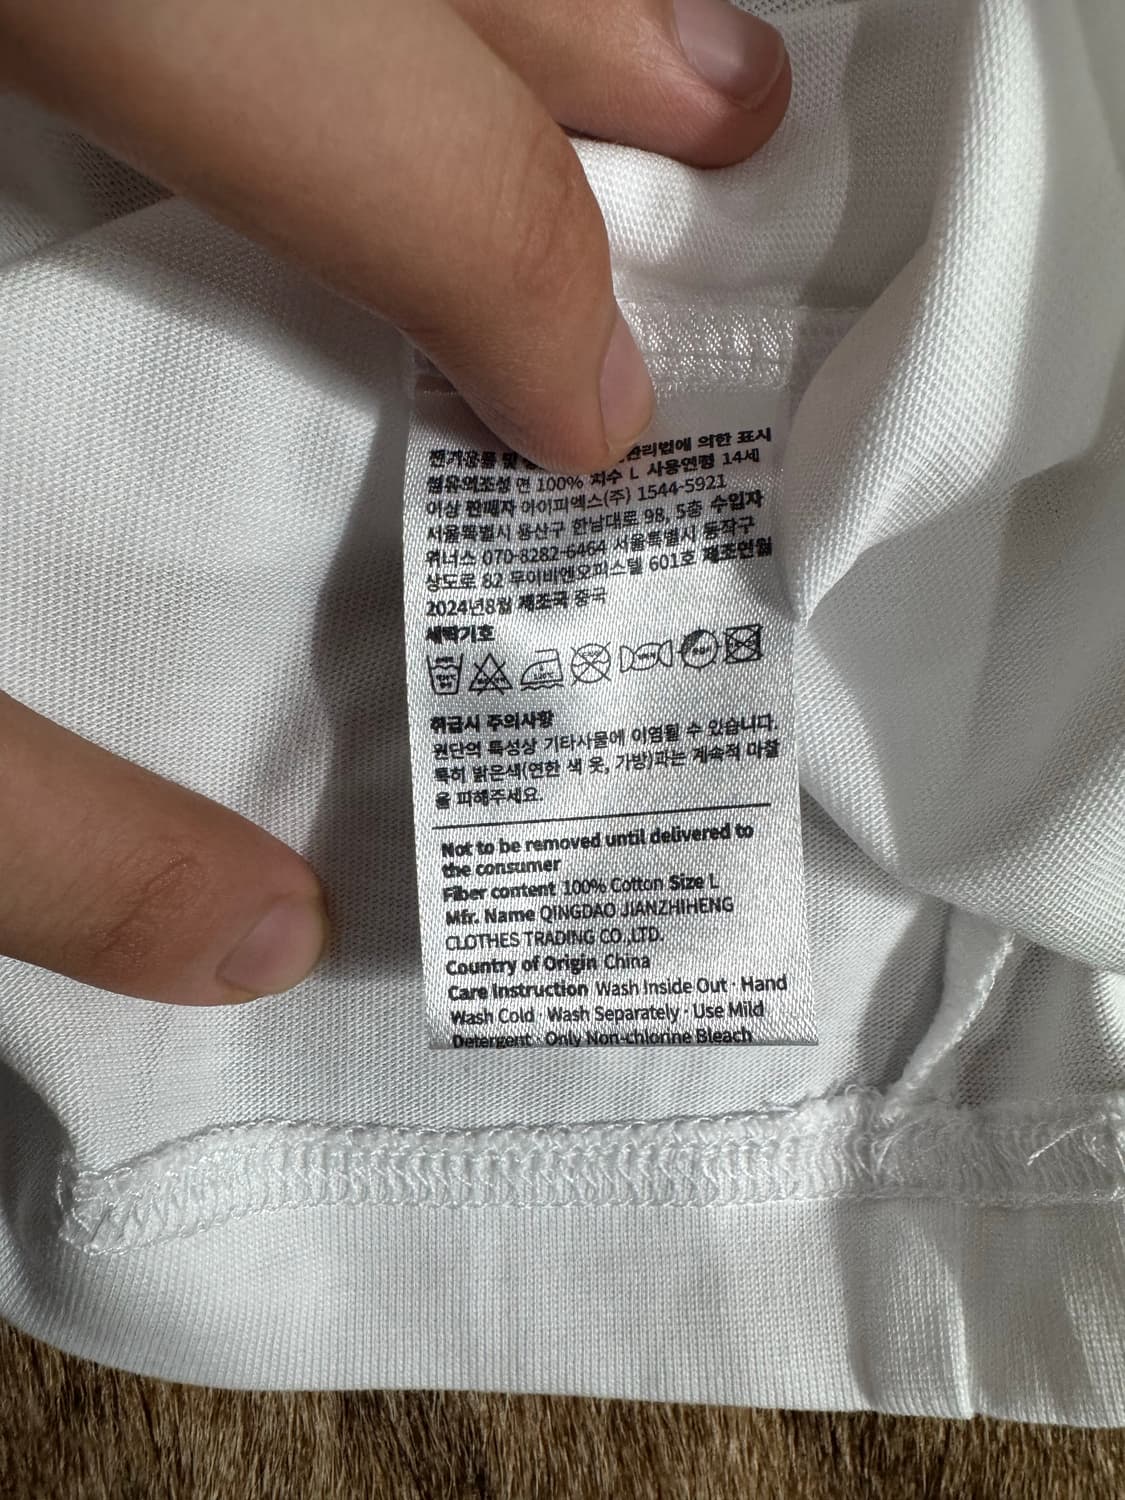 전기용품 및 관리법에 의한 표시
섬유의조성 면 100% 치수 L 사용연령 14세
이상 판매자 아이피엑스(주) 1544-5921
서울특별시 용산구 한남대로 98, 5층 수입자
위너스 070-8282-6464 서울특별시 동작구
상도로 82 무이비엔오피스텔 601호 제조연월
2024년8월 제조국 중국
세탁기호
취급시 주의사항
원단의 특성상 기타사물에 이염될 수 있습니다.
특히 밝은색(연한 색 옷, 가방)과는 계속적 마찰
을 피해주세요.
Not to be removed until delivered to
the consumer
Fiber content 100% Cotton Size L
Mfr. Name QINGDAO JIANZHIHENG
CLOTHES TRADING CO.,LTD.
Country of Origin China
Care Instruction Wash Inside Out · Hand
Wash Cold · Wash Separately · Use Mild
Detergent · Only Non-chlorine Bleach